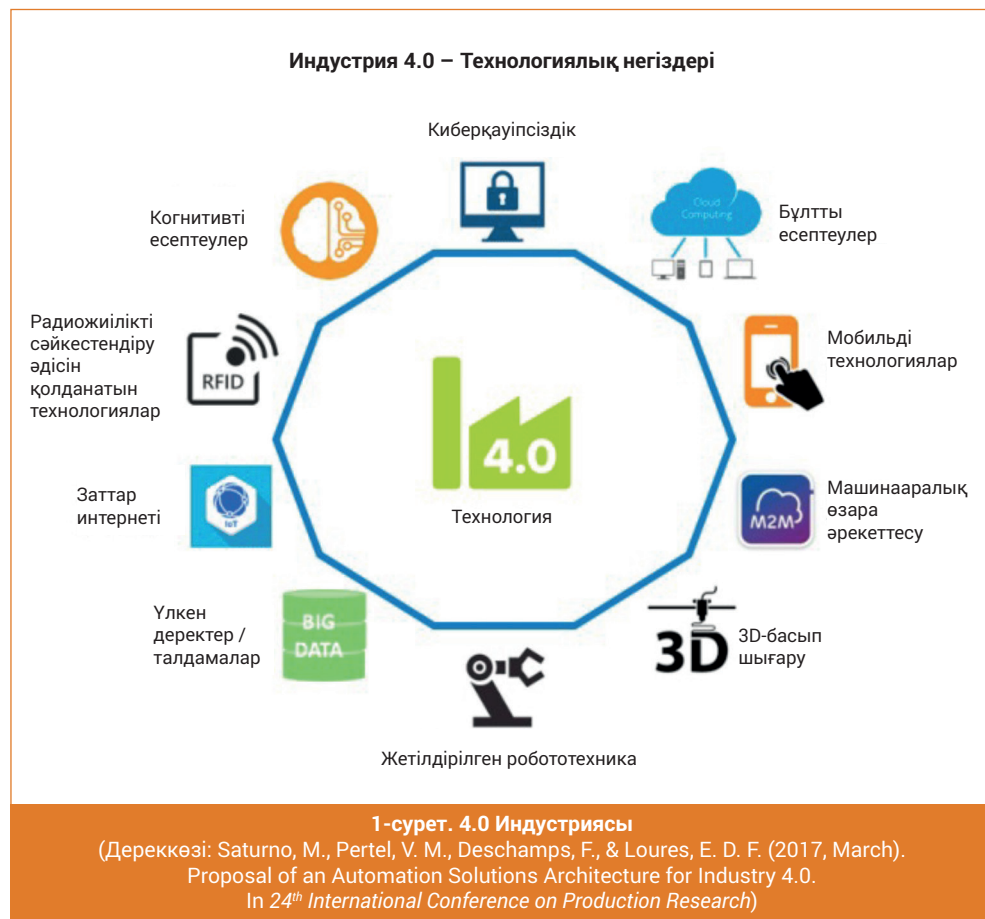 Индустрия 4.0 – Технологиялық негіздері
Киберқауіпсіздік
Когнитивті
есептеулер
Cloud
Computing
Бұлтты
есептеулер
Радиожиілікті
сәйкестендіру
әдісін
қолданатын
технологиялар
RFID
Мобильді
технологиялар
4.0
Технология
Заттар
интернеті
IoT
M2M
Машинааралық
өзара
әрекеттесу
Үлкен
деректер /
талдамалар
BIG
DATA
3D
3D-басып
шығару
Жетілдірілген робототехника
1-сурет. 4.0 Индустриясы
(Дереккөзі: Saturno, M., Pertel, V. M., Deschamps, F., & Loures, E. D. F. (2017, March).
Proposal of an Automation Solutions Architecture for Industry 4.0.
In 24th International Conference on Production Research)